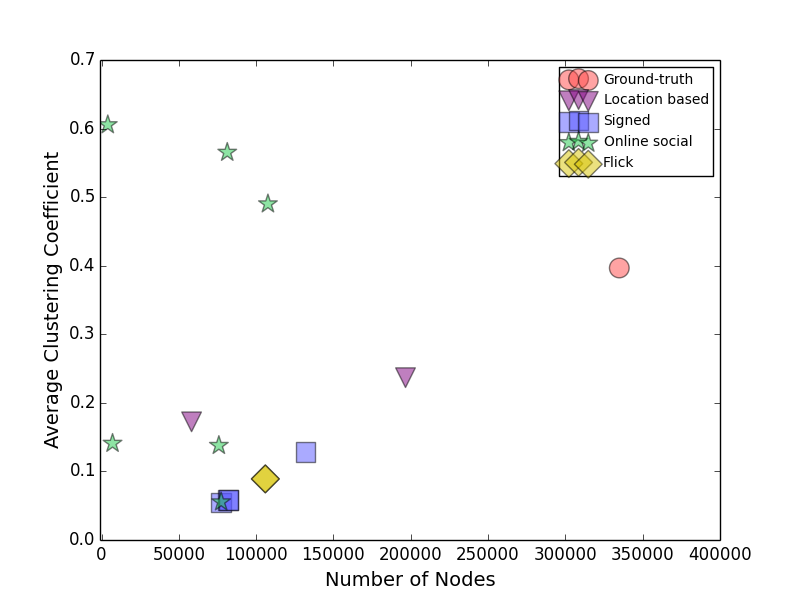 0.7
0.6
0.5
0.4
0.3
0.2
0.1
0.0
Average Clustering Coefficient
Ground-truth
Location based
Signed
Online social
Flick
0 50000 100000 150000 200000 250000 300000 350000 400000
Number of Nodes